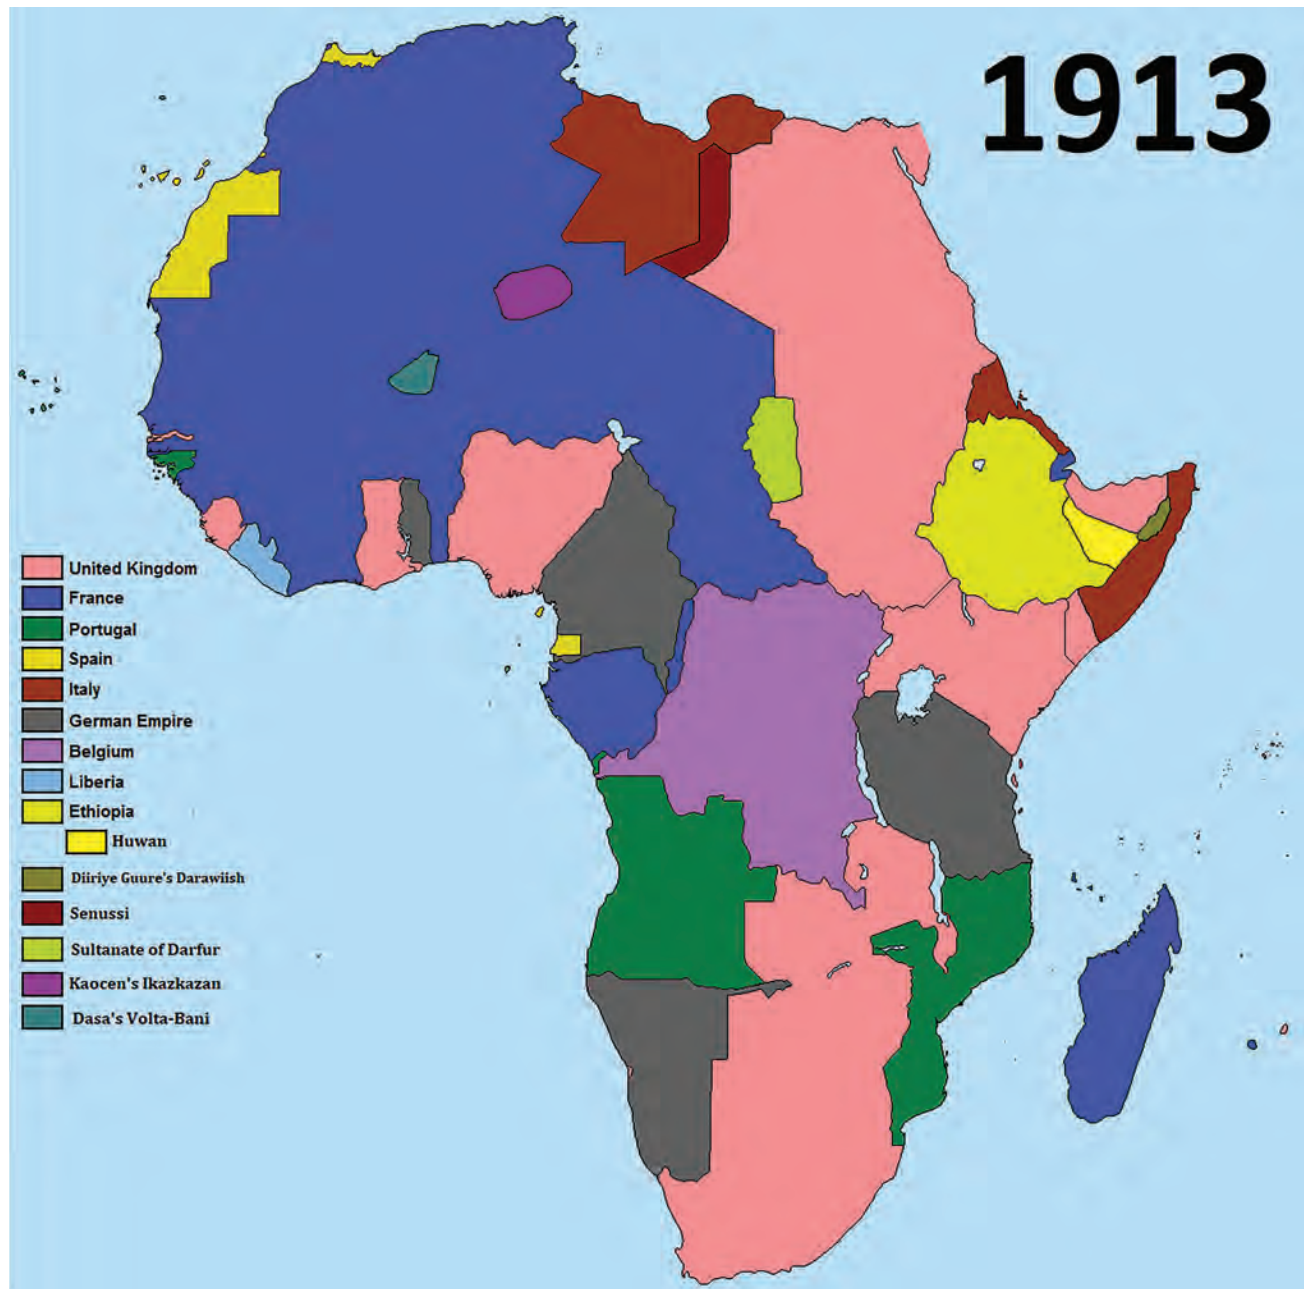 1913
United Kingdom
France
Portugal
Spain
Italy
German Empire
Belgium
Liberia
Ethiopia
Huwan
Diiriye Guure's Darawiish
Senussi
Sultanate of Darfur
Kaocen's Ikazkazan
Dasa's Volta-Bani